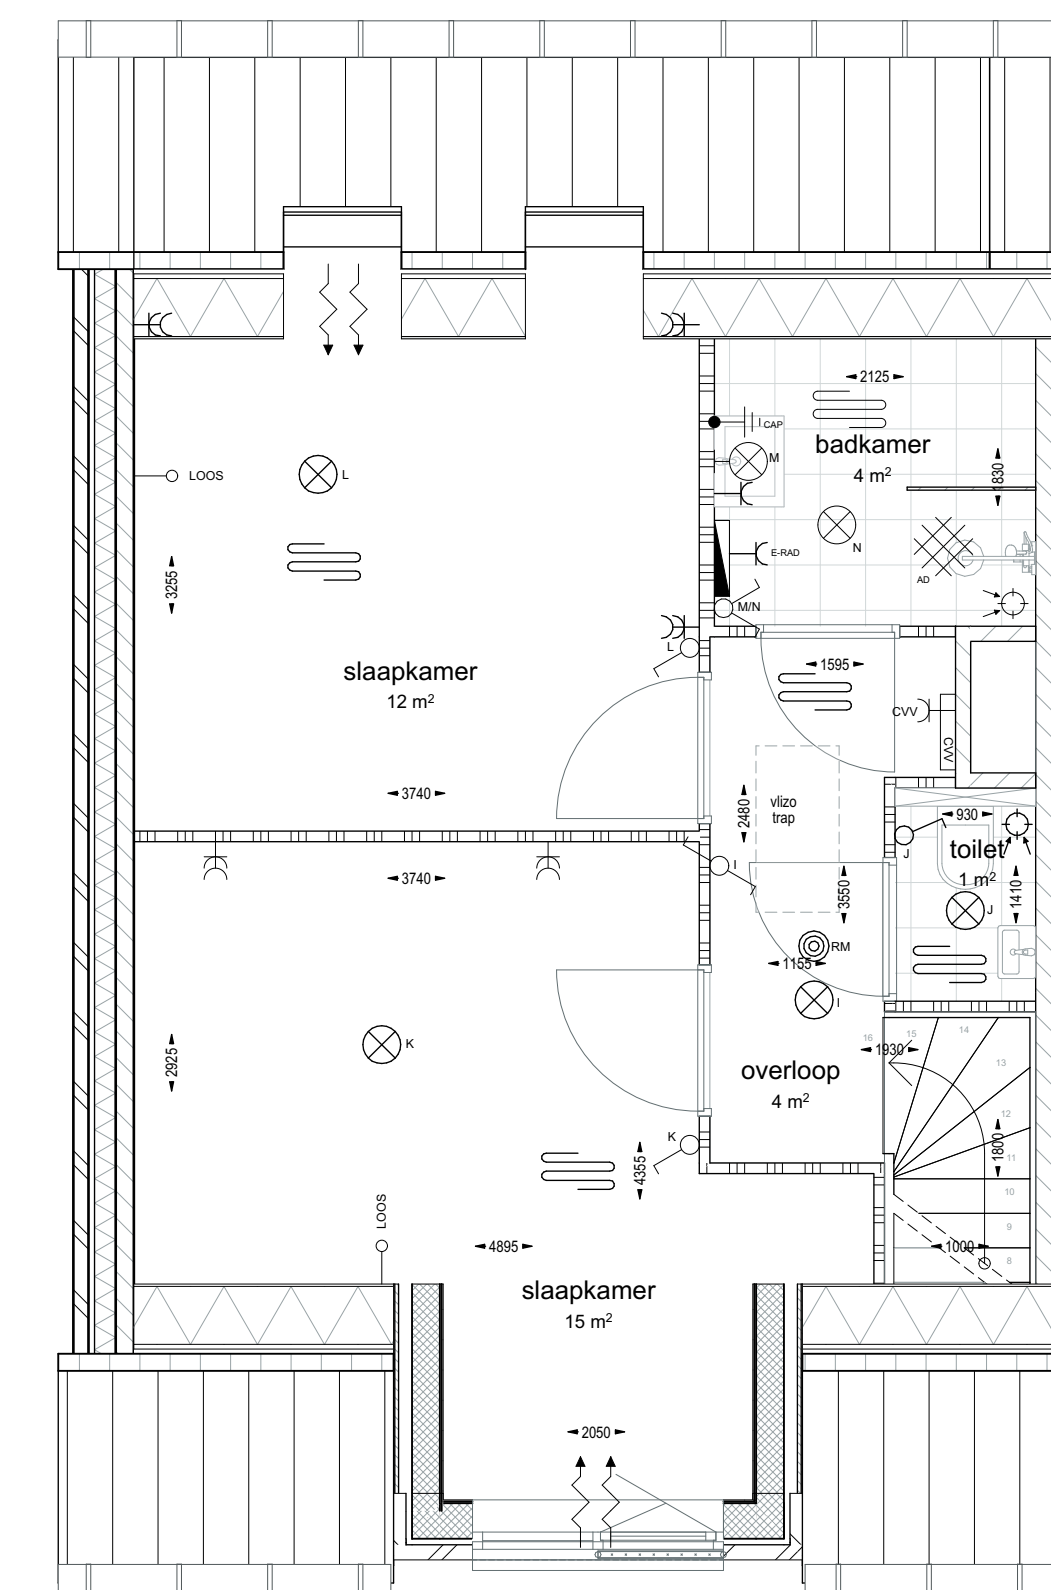 2125
CAP
badkamer
4 m²
M
1830
LOOS
L
N
E-RAD
AD
3255
M/N
L
slaapkamer
12 m²
1595
CVV
CVV
3740
2480
vlizo
trap
930
J
toilet
1 m²
I
3740
3550
1410
J
RM
1155
I
2925
K
overloop
4 m²
16
15
14
1930
13
12
1800
11
10
9
8
1000
K
4355
LOOS
4895
slaapkamer
15 m²
2050